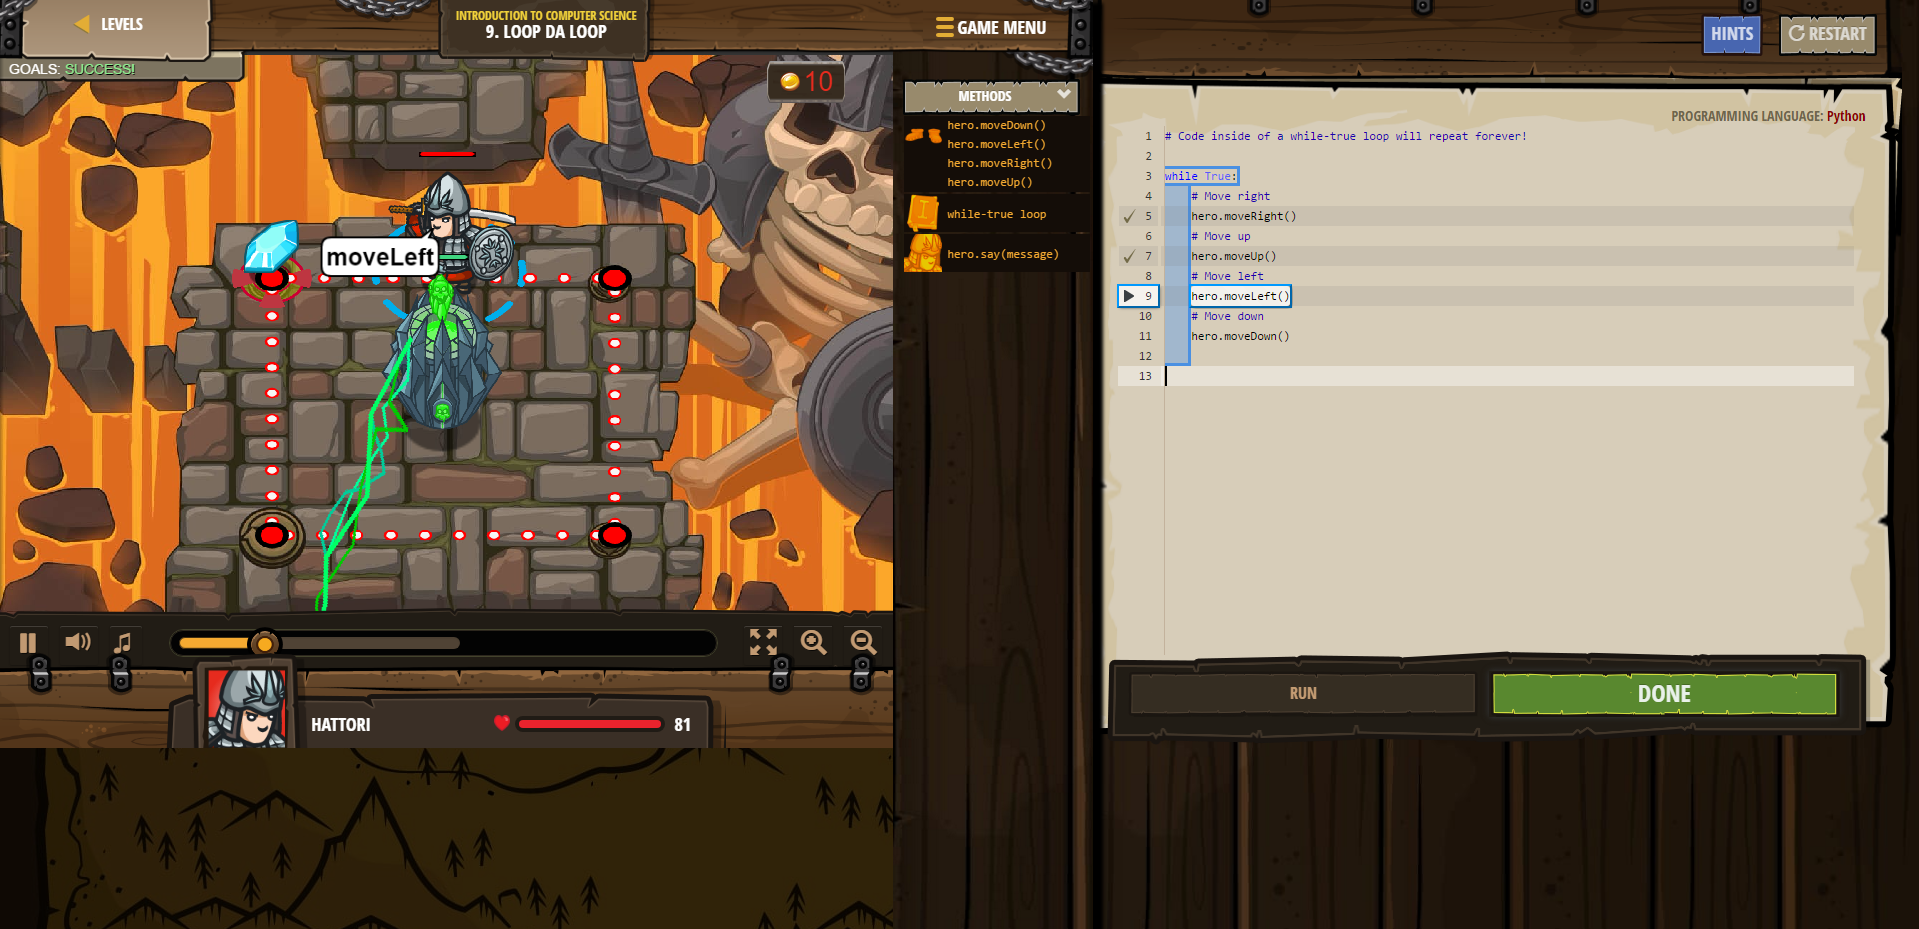 LEVELS
INTRODUCTION TO COMPUTER SCIENCE
9. LOOP DA LOOP
GAME MENU
HINTS
RESTART
GOALS: SUCCESS!
10
METHODS
hero.moveDown()
hero.moveLeft()
hero.moveRight()
hero.moveUp()
while-true loop
hero.say(message)
moveLeft
PROGRAMMING LANGUAGE: Python
1 # Code inside of a while-true loop will repeat forever!
2
3 while True:
4 # Move right
5 hero.moveRight()
6 # Move up
7 hero.moveUp()
8 # Move left
9 hero.moveLeft()
10 # Move down
11 hero.moveDown()
12
13
RUN
DONE
HATTORI
81